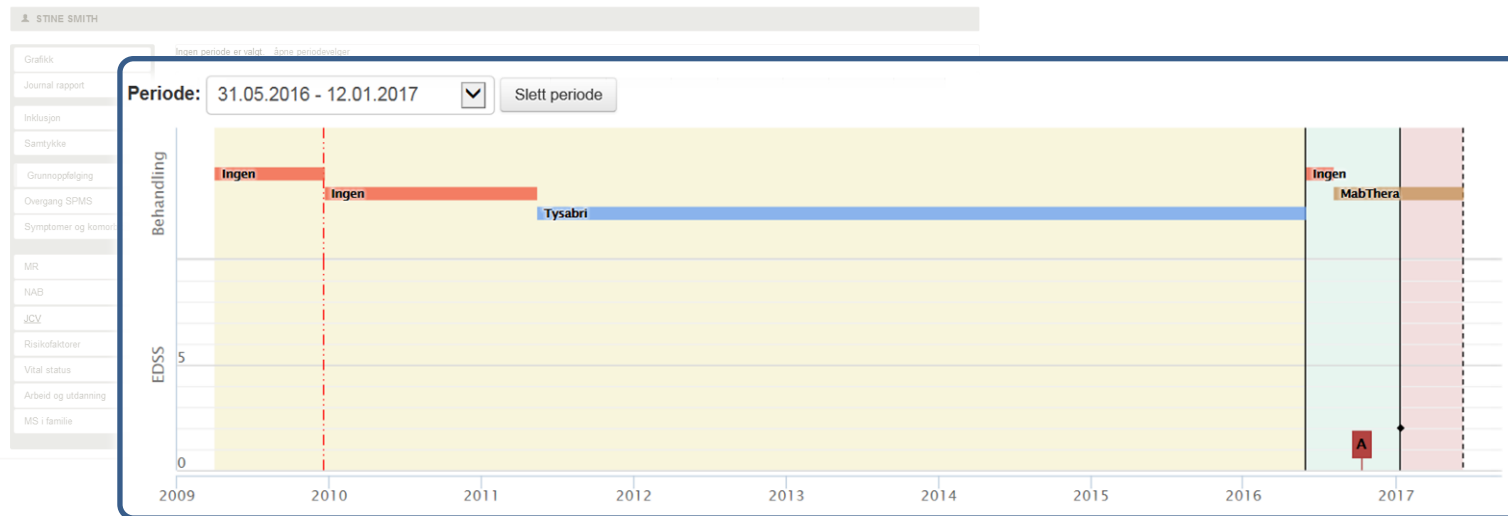 STINE SMITH
Ingen periode er valgt. åpne periodevelger
Grafikk
Journal rapport
Inklusjon
Samtykke
Grunnoppfølging
Overgang SPMS
Symptomer og komor
MR
NAB
JCV
Risikofaktorer
Vital status
Arbeid og utdanning
MS i familie
Periode: 31.05.2016 - 12.01.2017 Slett periode
Behandling
Ingen
Ingen
Tysabri
Ingen
MabThera
EDSS
5
0
A
2009 2010 2011 2012 2013 2014 2015 2016 2017